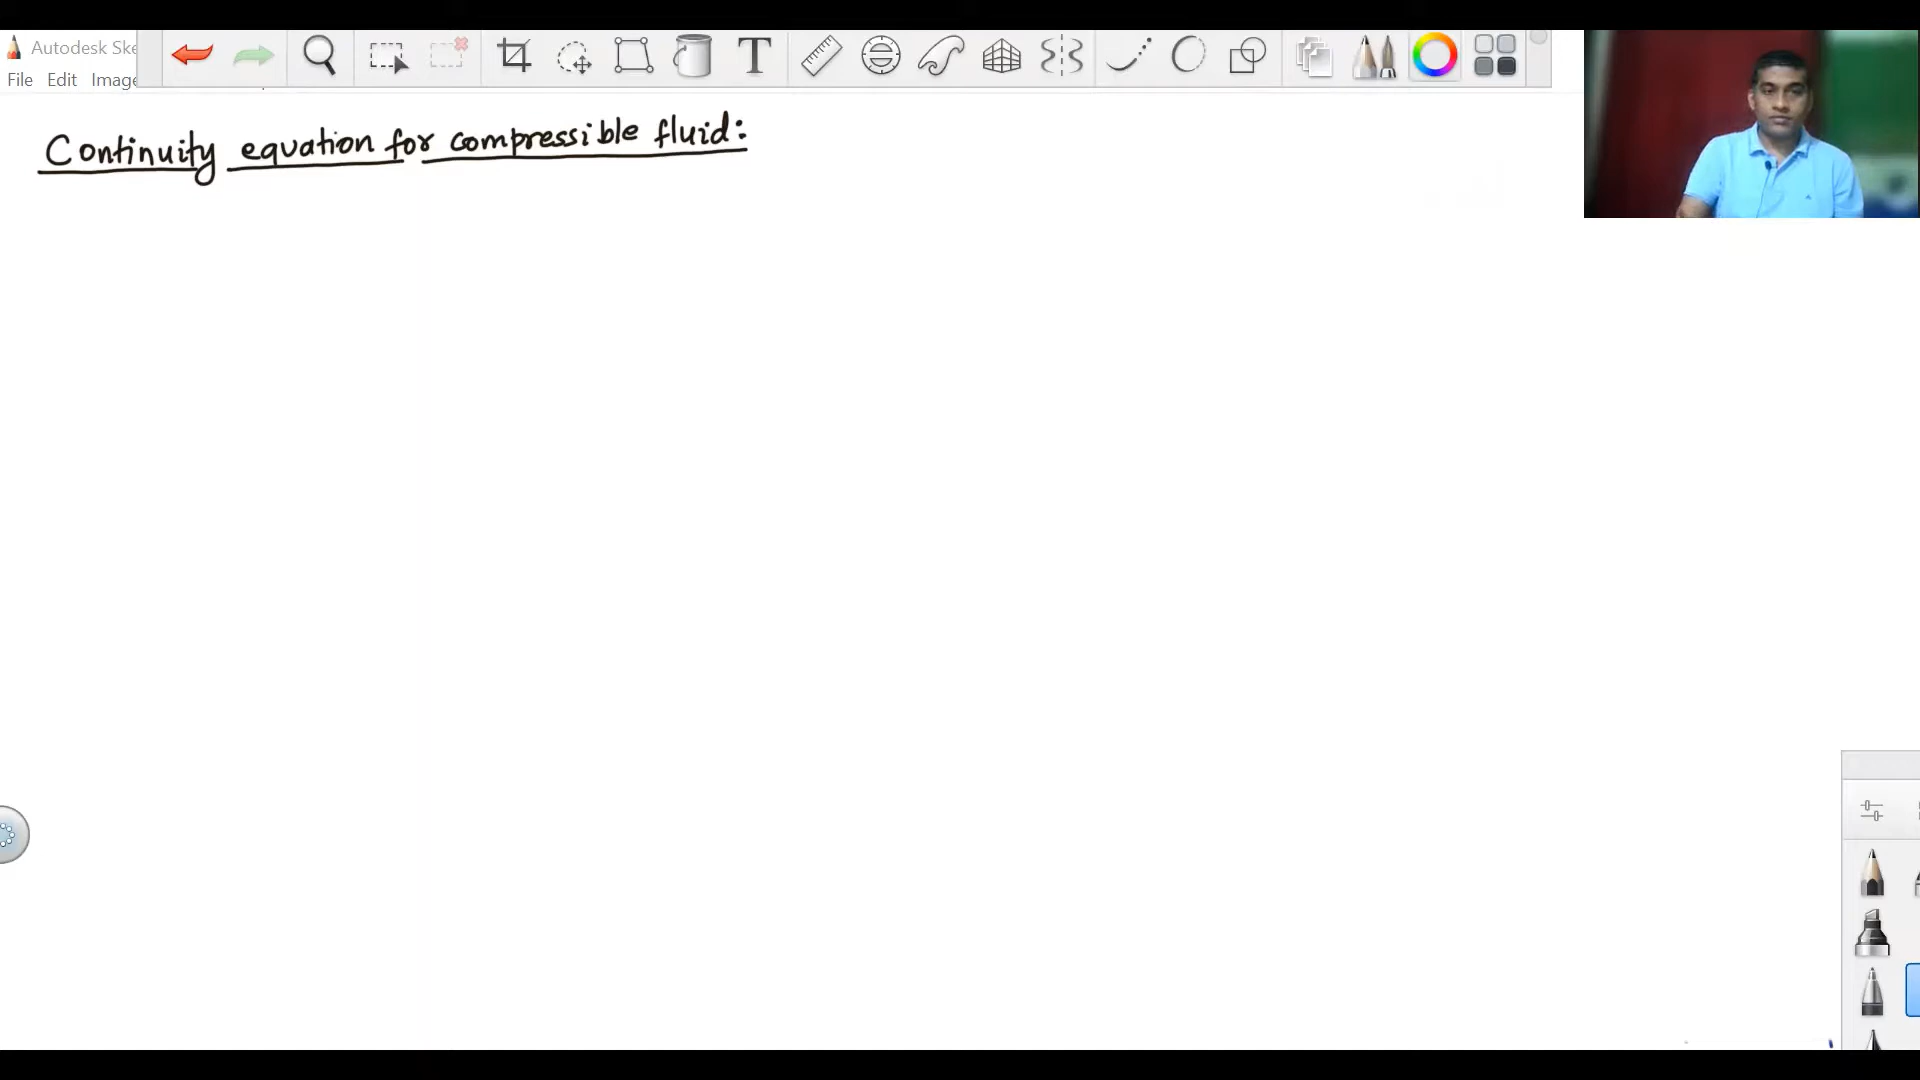 Autodesk Ske
File Edit Image
T
Continuity equation for compressible fluid: